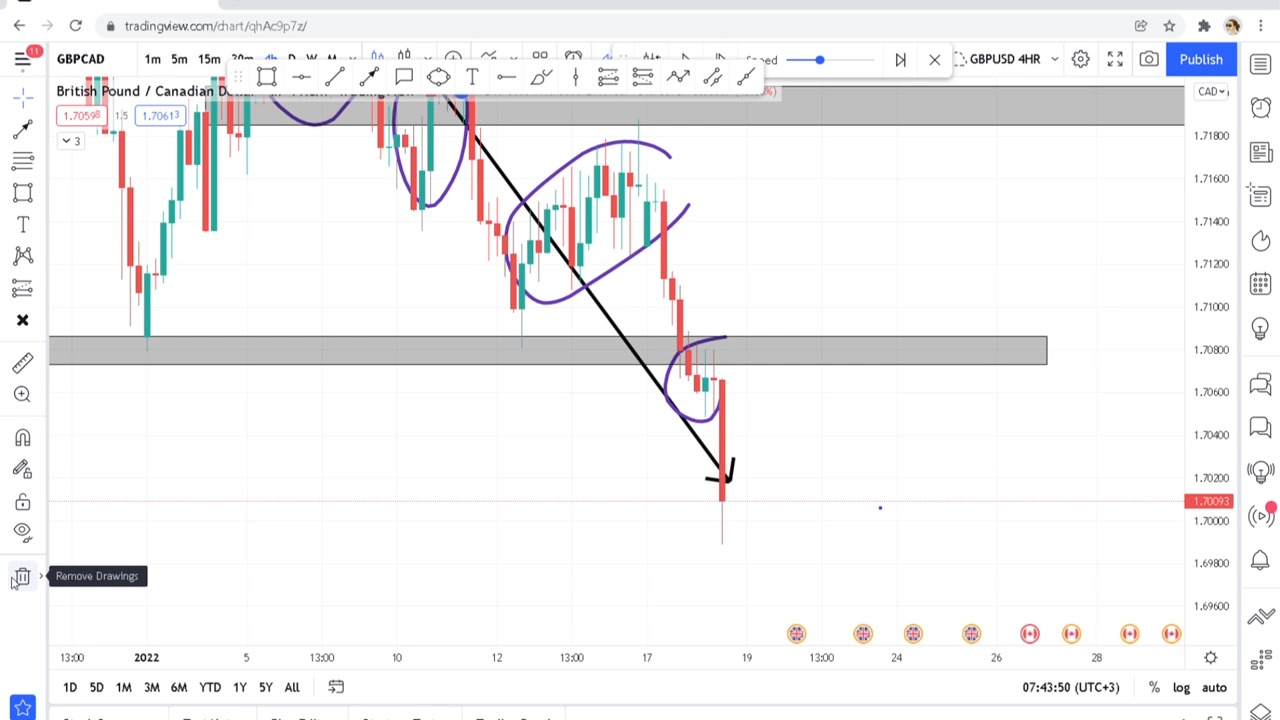 tradingview.com/chart/qhAc9p7z/
11
GBPCAD 1m 5m 15m 30m 4h D W M
GBPUSD 4HR
Publish
British Pound / Canadian
CAD
1.70598 1.5 1.70613
3
1.71800
1.71600
1.71400
1.71200
1.71000
1.70800
1.70600
1.70400
1.70200
1.70093
1.70000
1.69800
1.69600
Remove Drawings
13:00 2022 5 13:00 10 12 13:00 17 19 13:00 24 26 28
1D 5D 1M 3M 6M YTD 1Y 5Y All
07:43:50 (UTC+3) % log auto